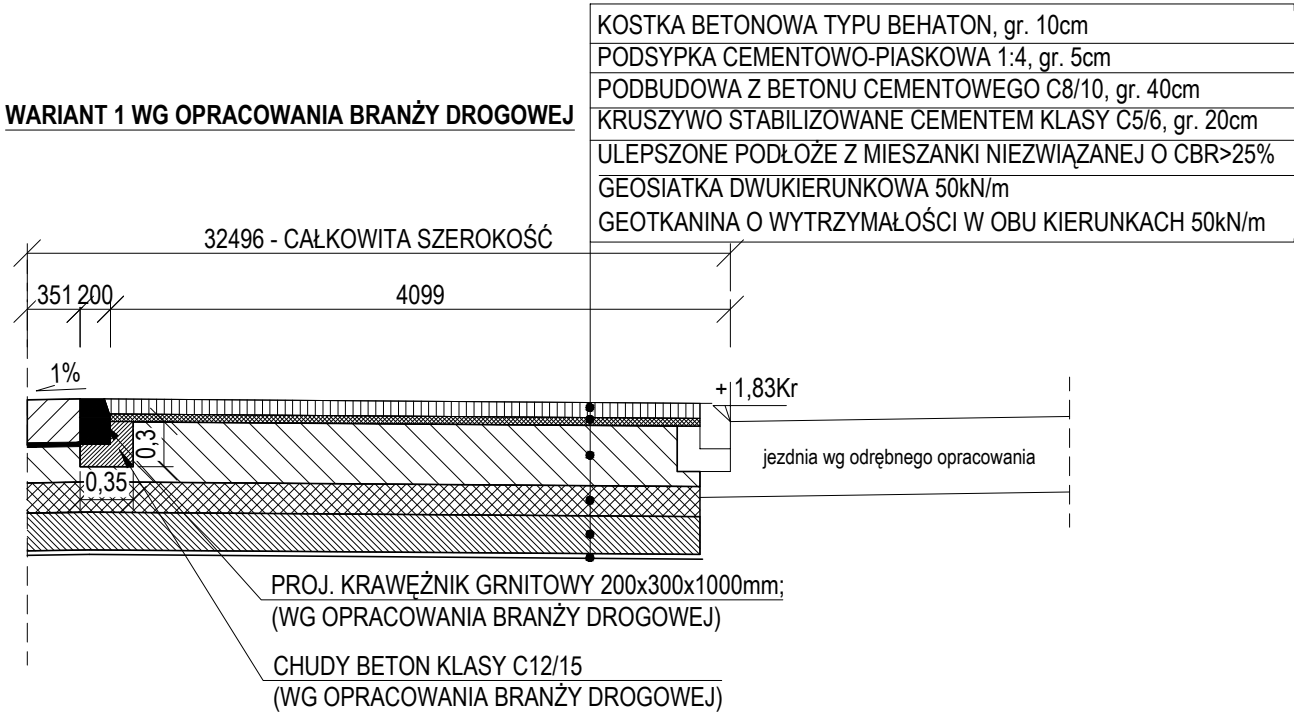 KOSTKA BETONOWA TYPU BEHATON, gr. 10cm
PODSYPKA CEMENTOWO-PIASKOWA 1:4, gr. 5cm
PODBUDOWA Z BETONU CEMENTOWEGO C8/10, gr. 40cm
WARIANT 1 WG OPRACOWANIA BRANŻY DROGOWEJ
KRUSZYWO STABILIZOWANE CEMENTEM KLASY C5/6, gr. 20cm
ULEPSZONE PODŁOŻE Z MIESZANKI NIEZWIĄZANEJ O CBR>25%
GEOSIATKA DWUKIERUNKOWA 50kN/m
GEOTKANINA O WYTRZYMAŁOŚCI W OBU KIERUNKACH 50kN/m
32496 - CAŁKOWITA SZEROKOŚĆ
351 200 4099
1%
+ 1,83Kr
0,3
jezdnia wg odrębnego opracowania
0,35
PROJ. KRAWĘŻNIK GRNITOWY 200x300x1000mm;
(WG OPRACOWANIA BRANŻY DROGOWEJ)
CHUDY BETON KLASY C12/15
(WG OPRACOWANIA BRANŻY DROGOWEJ)